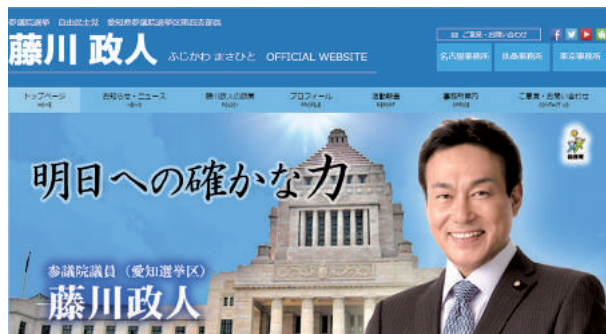 参議院選挙 自由民主党 愛知県参議院選挙区第四支部長
藤川 政人 ふじかわ まさひと OFFICIAL WEBSITE
ご意見・お問い合わせ
名古屋事務所 扶桑事務所 東京事務所
トップページ お知らせ・ニュース 藤川政人の政策 プロフィール 活動報告 事務所案内 ご意見・お問い合わせ
明日への確かな力
参議院議員（愛知選挙区）
藤川政人